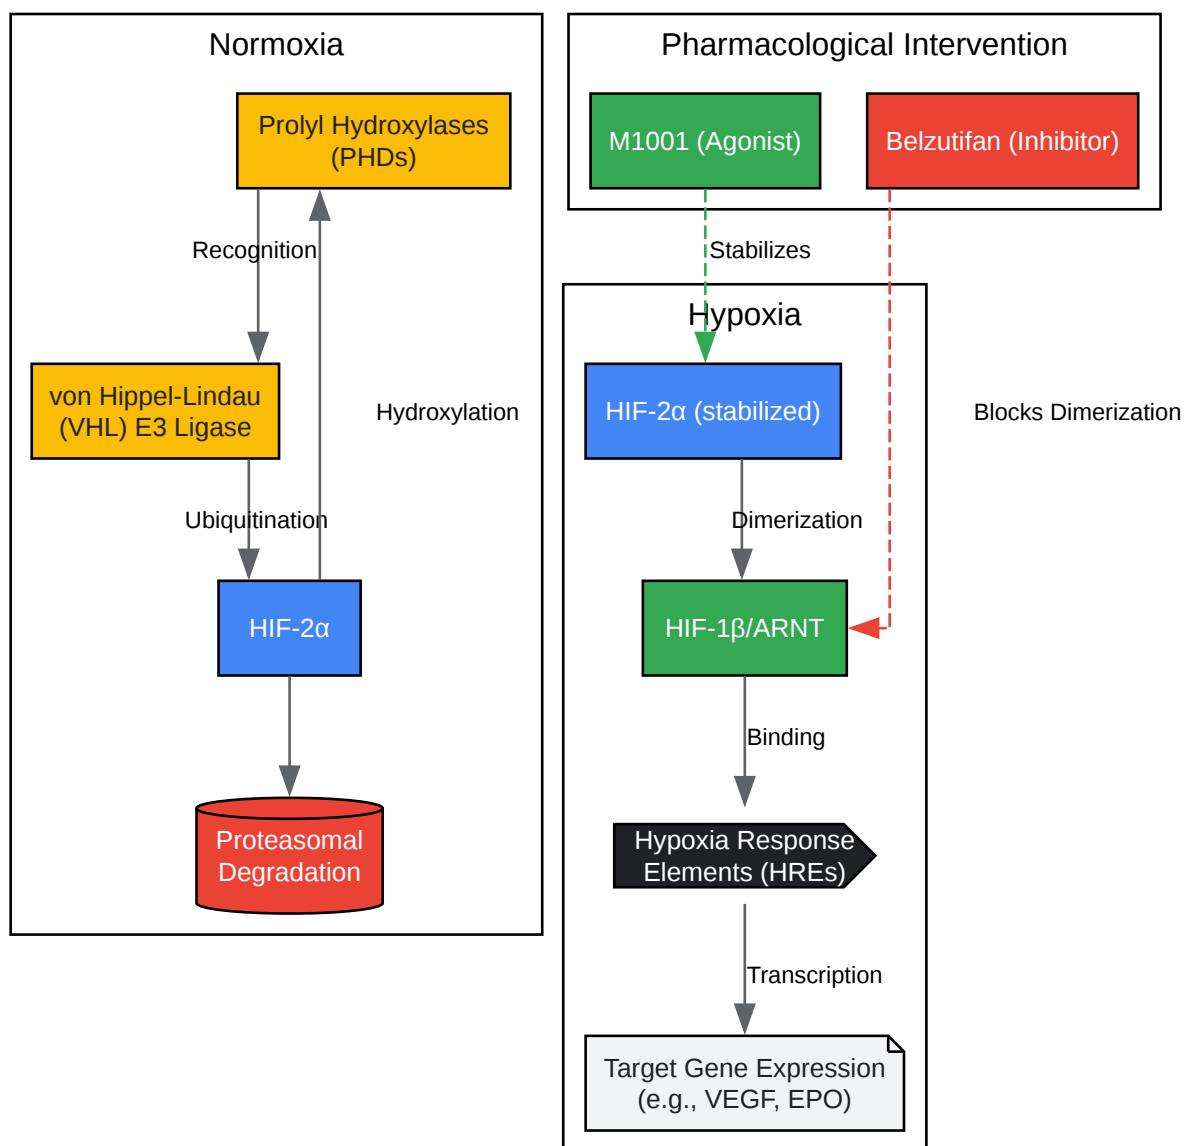 Normoxia
Prolyl Hydroxylases
(PHDs)
Recognition
von Hippel-Lindau
(VHL) E3 Ligase
Hydroxylation
Ubiquitination
HIF-2α
Proteasomal
Degradation
Pharmacological Intervention
M1001 (Agonist)
Belzutifan (Inhibitor)
Stabilizes
Hypoxia
HIF-2α (stabilized)
Blocks Dimerization
Dimerization
HIF-1β/ARNT
Binding
Hypoxia Response
Elements (HREs)
Transcription
Target Gene Expression
(e.g., VEGF, EPO)